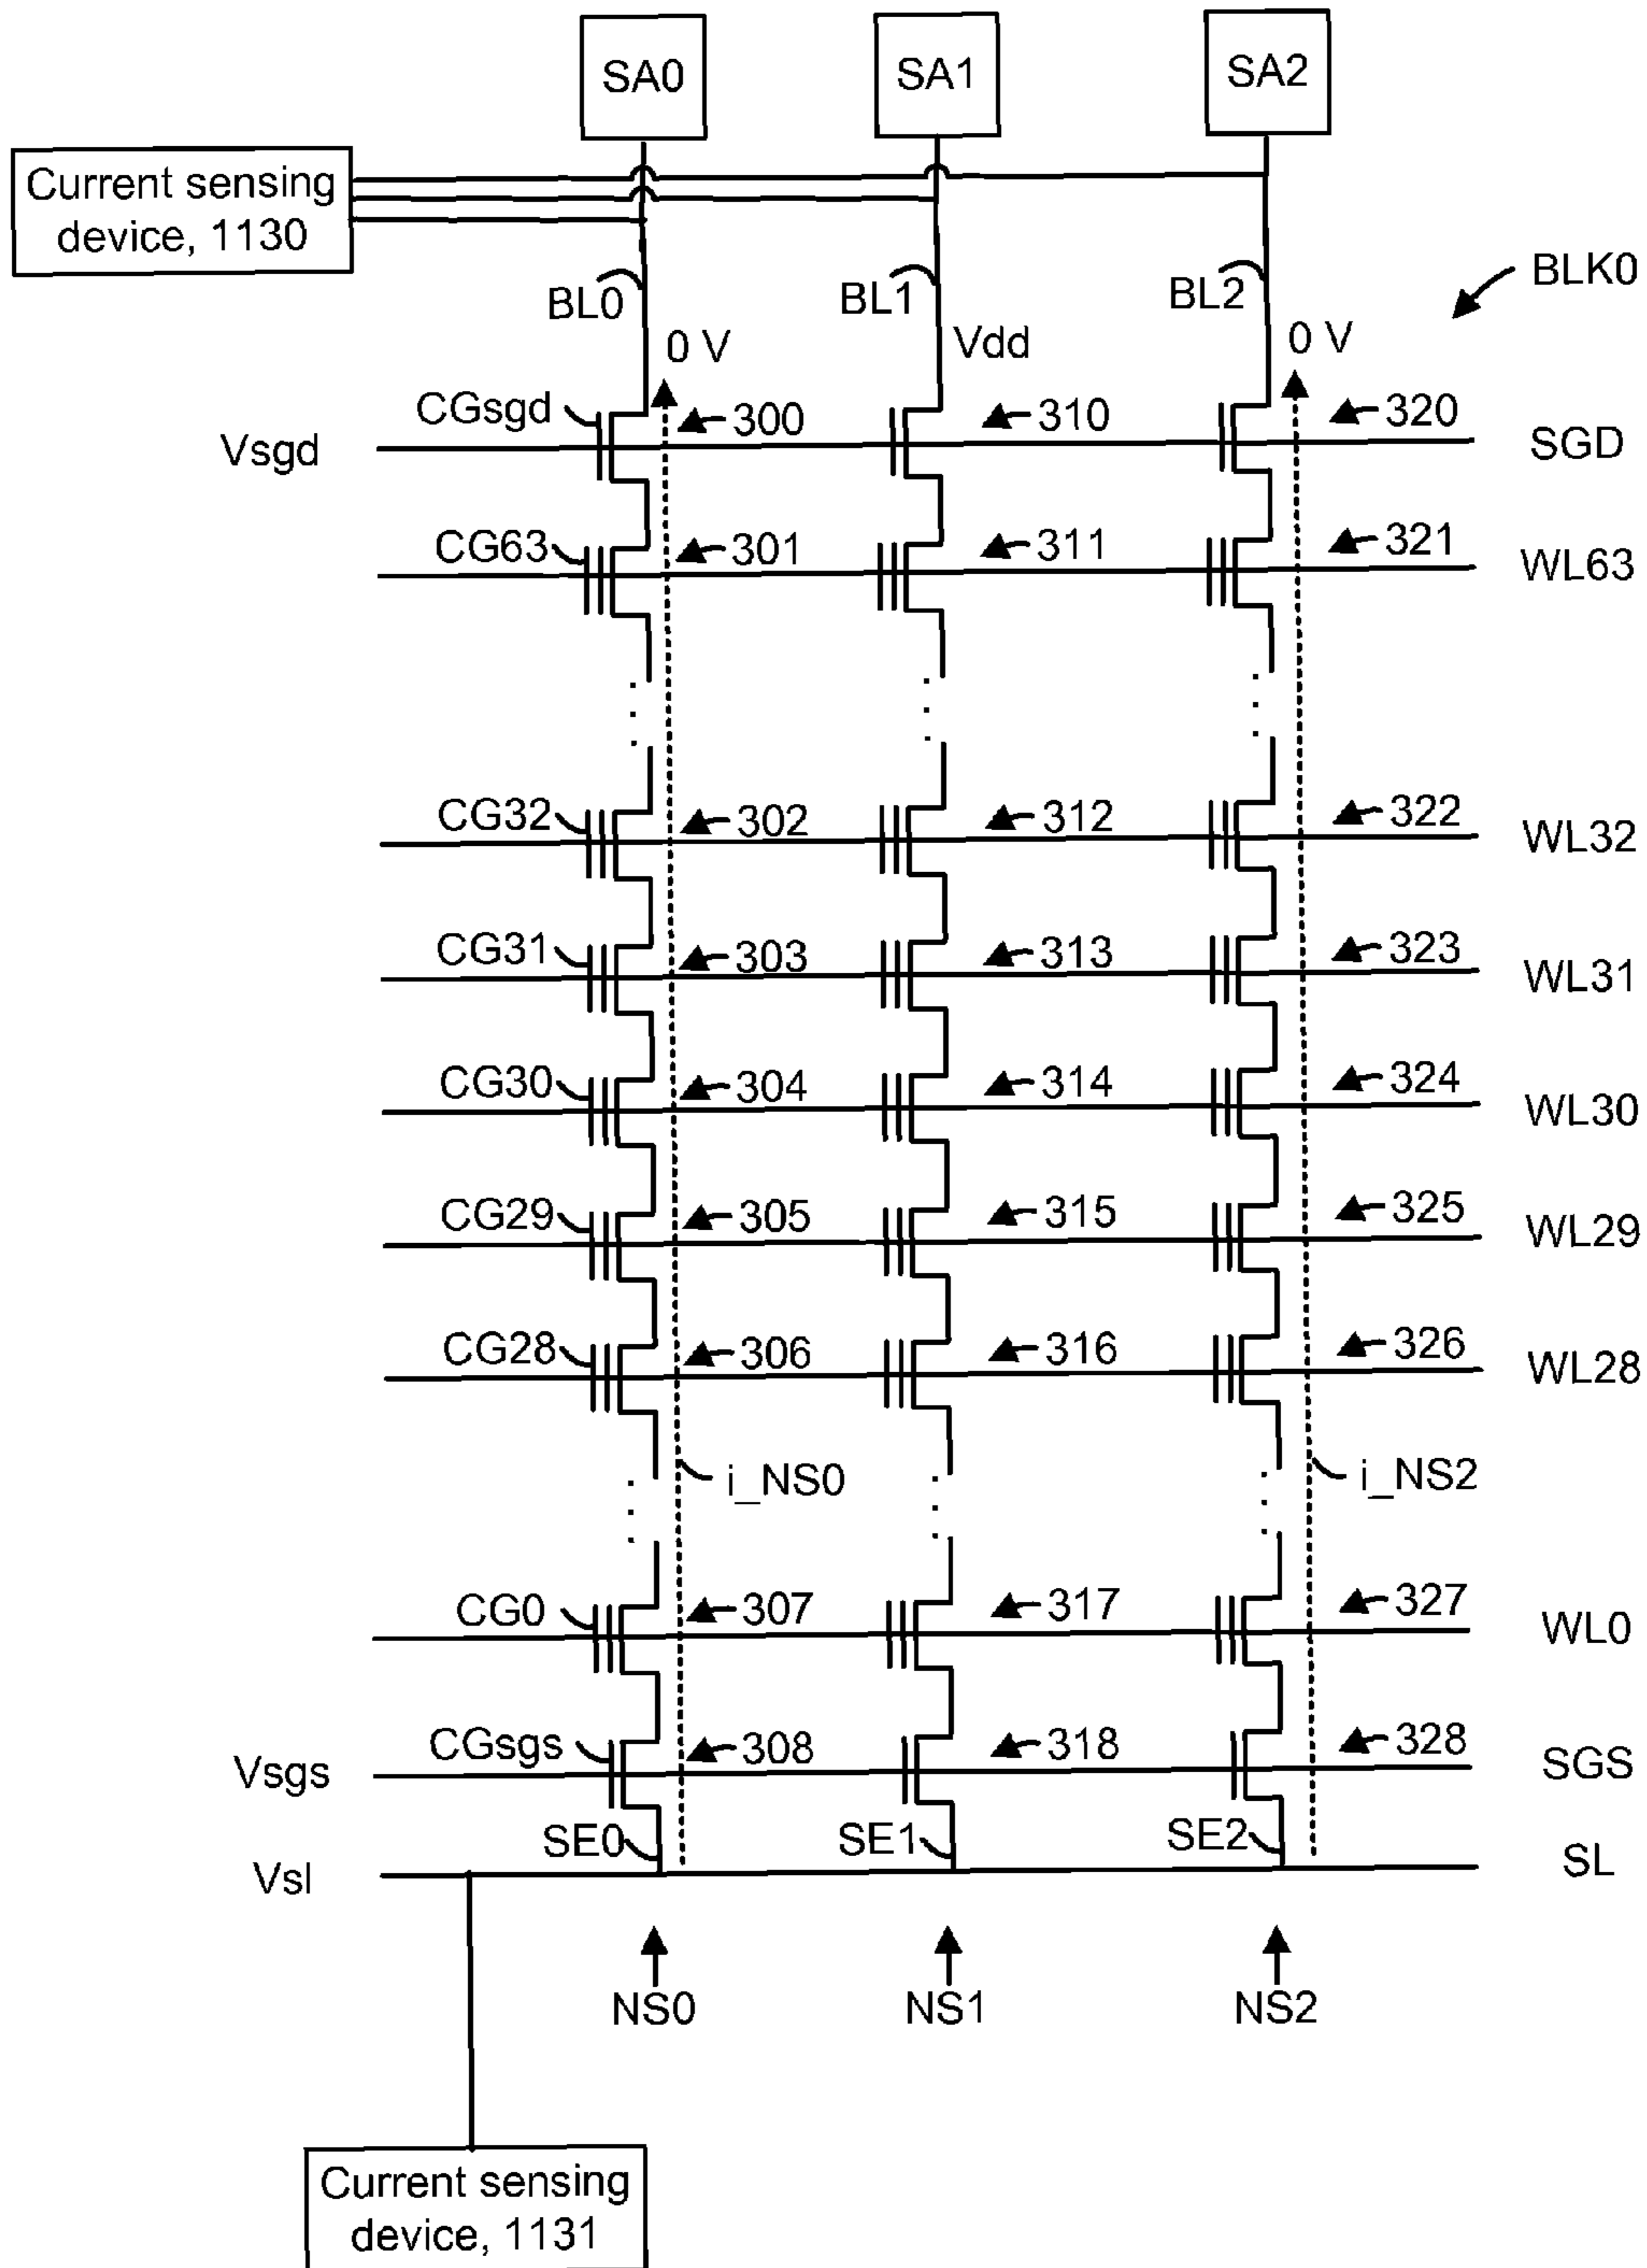 SA0 SA1 SA2
Current sensing
device, 1130
BL0 BL1 BL2 BLK0
0 V Vdd 0 V
CGsgd 300 310 320
Vsgd SGD
CG63 301 311 321 WL63
CG32 302 312 322 WL32
CG31 303 313 323 WL31
CG30 304 314 324 WL30
CG29 305 315 325 WL29
CG28 306 316 326 WL28
i_NS0 i_NS2
CG0 307 317 327 WL0
CGsgs 308 318 328
Vsgs SGS
SE0 SE1 SE2
Vsl SL
NS0 NS1 NS2
Current sensing
device, 1131